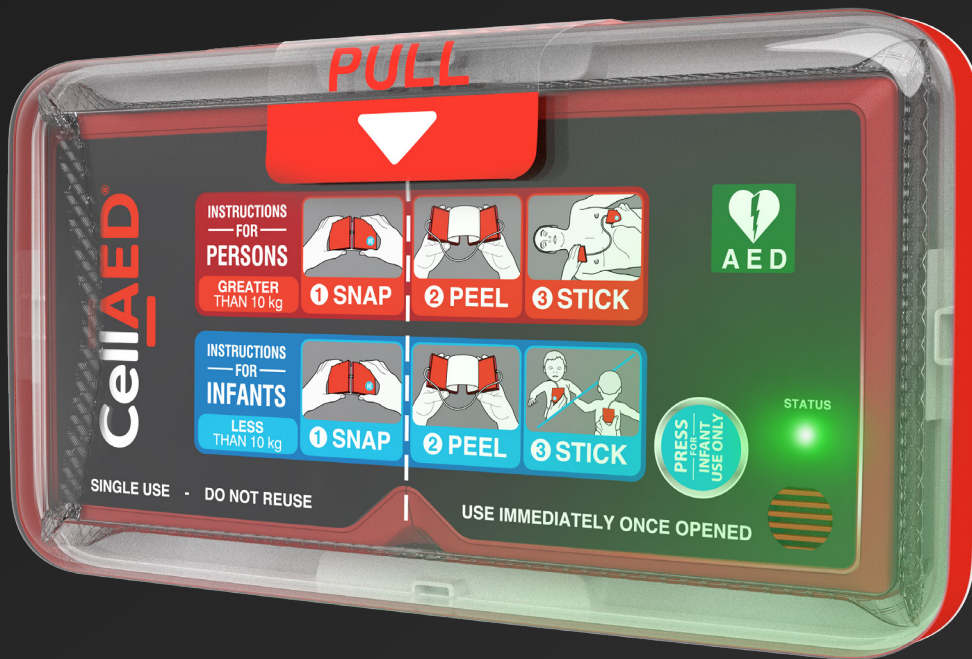 PULL
CellAED®
INSTRUCTIONS
FOR
PERSONS
GREATER
THAN 10 kg
1 SNAP
2 PEEL
3 STICK
AED
INSTRUCTIONS
FOR
INFANTS
LESS
THAN 10 kg
1 SNAP
2 PEEL
3 STICK
PRESS
FOR
INFANT
USE ONLY
STATUS
SINGLE USE - DO NOT REUSE
USE IMMEDIATELY ONCE OPENED